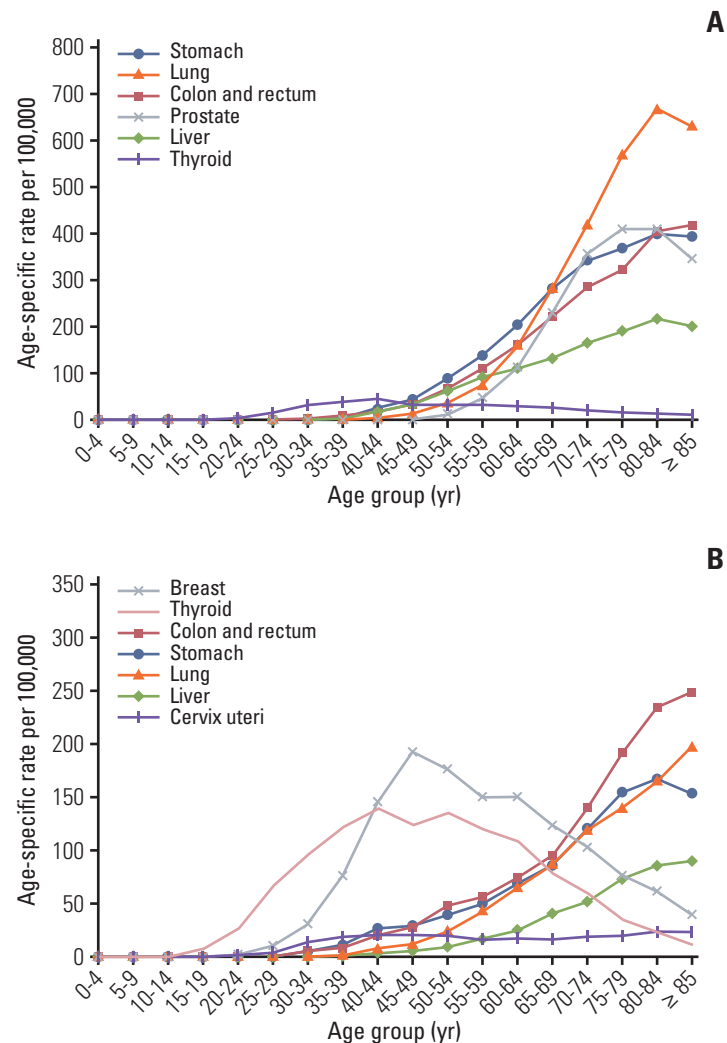 A
Age-specific rate per 100,000
800
700
600
500
400
300
200
100
0
Stomach
Lung
Colon and rectum
Prostate
Liver
Thyroid
0-4
5-9
10-14
15-19
20-24
25-29
30-34
35-39
40-44
45-49
50-54
55-59
60-64
65-69
70-74
75-79
80-84
≥ 85
Age group (yr)
B
Age-specific rate per 100,000
350
300
250
200
150
100
50
0
Breast
Thyroid
Colon and rectum
Stomach
Lung
Liver
Cervix uteri
0-4
5-9
10-14
15-19
20-24
25-29
30-34
35-39
40-44
45-49
50-54
55-59
60-64
65-69
70-74
75-79
80-84
≥ 85
Age group (yr)